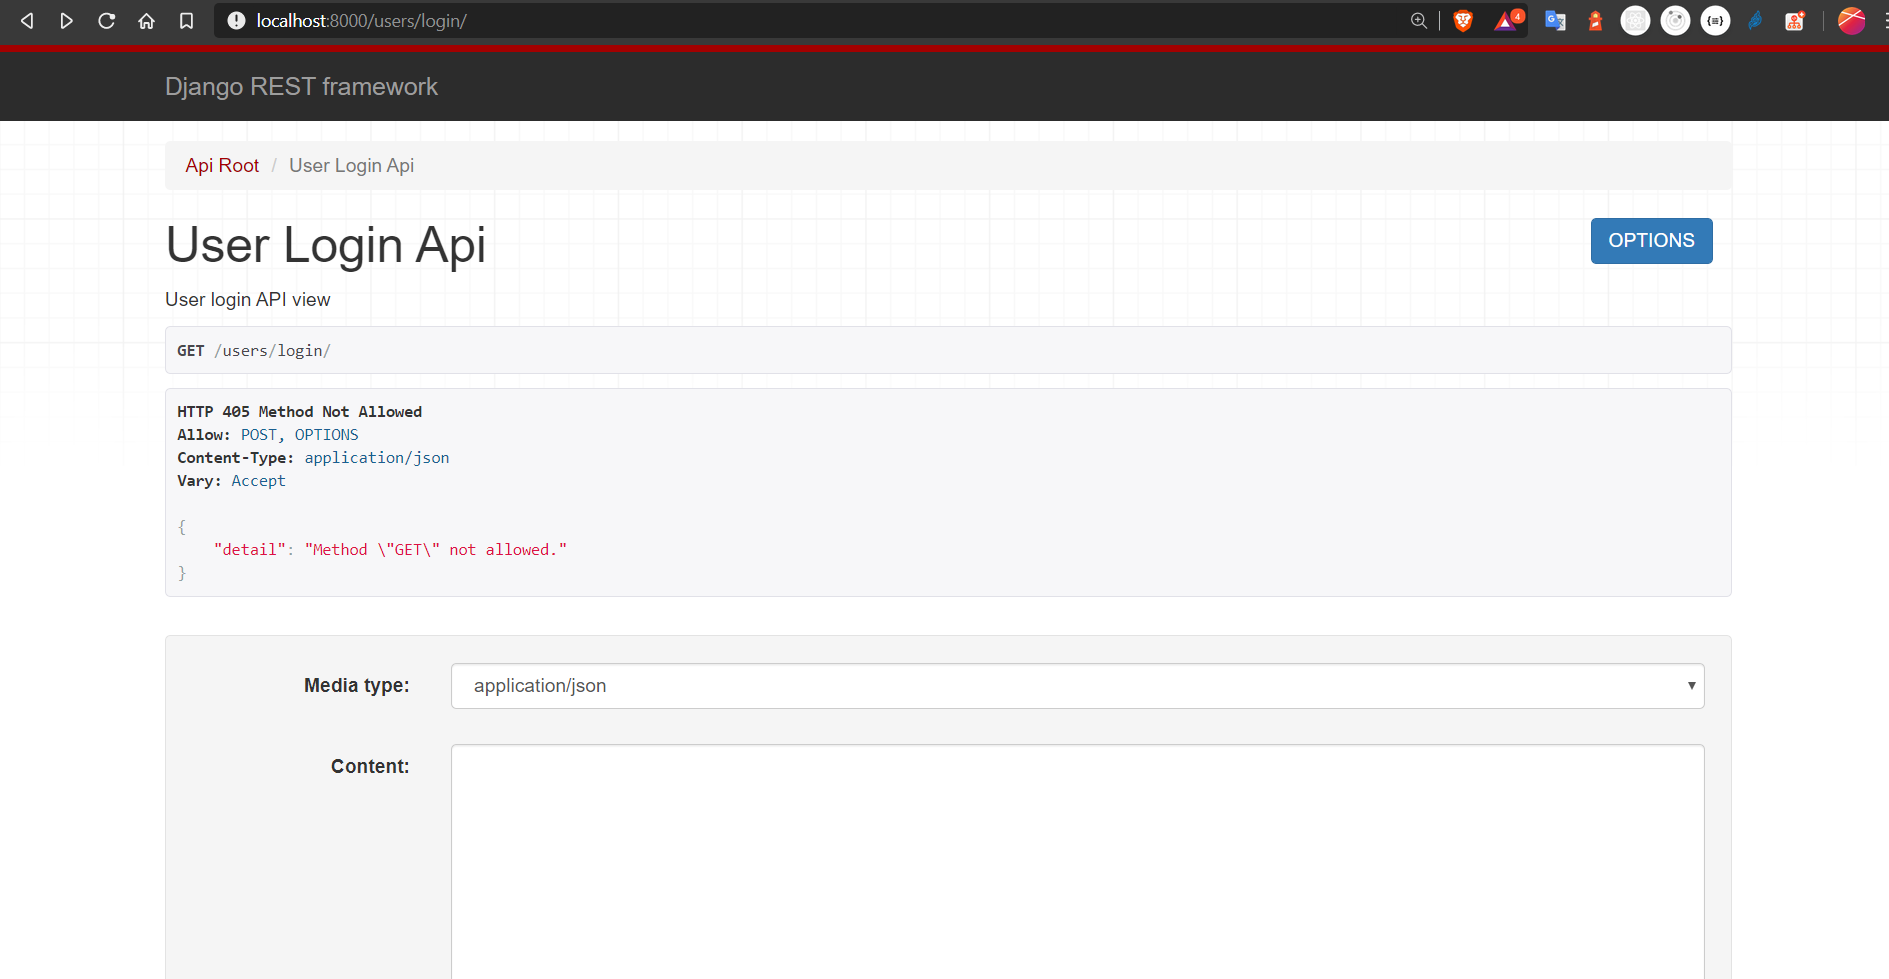 localhost:8000/users/login/
4
Django REST framework
Api Root / User Login Api
User Login Api
OPTIONS
User login API view
GET /users/login/
HTTP 405 Method Not Allowed
Allow: POST, OPTIONS
Content-Type: application/json
Vary: Accept
{
    "detail": "Method \"GET\" not allowed."
}
Media type:
application/json
Content: